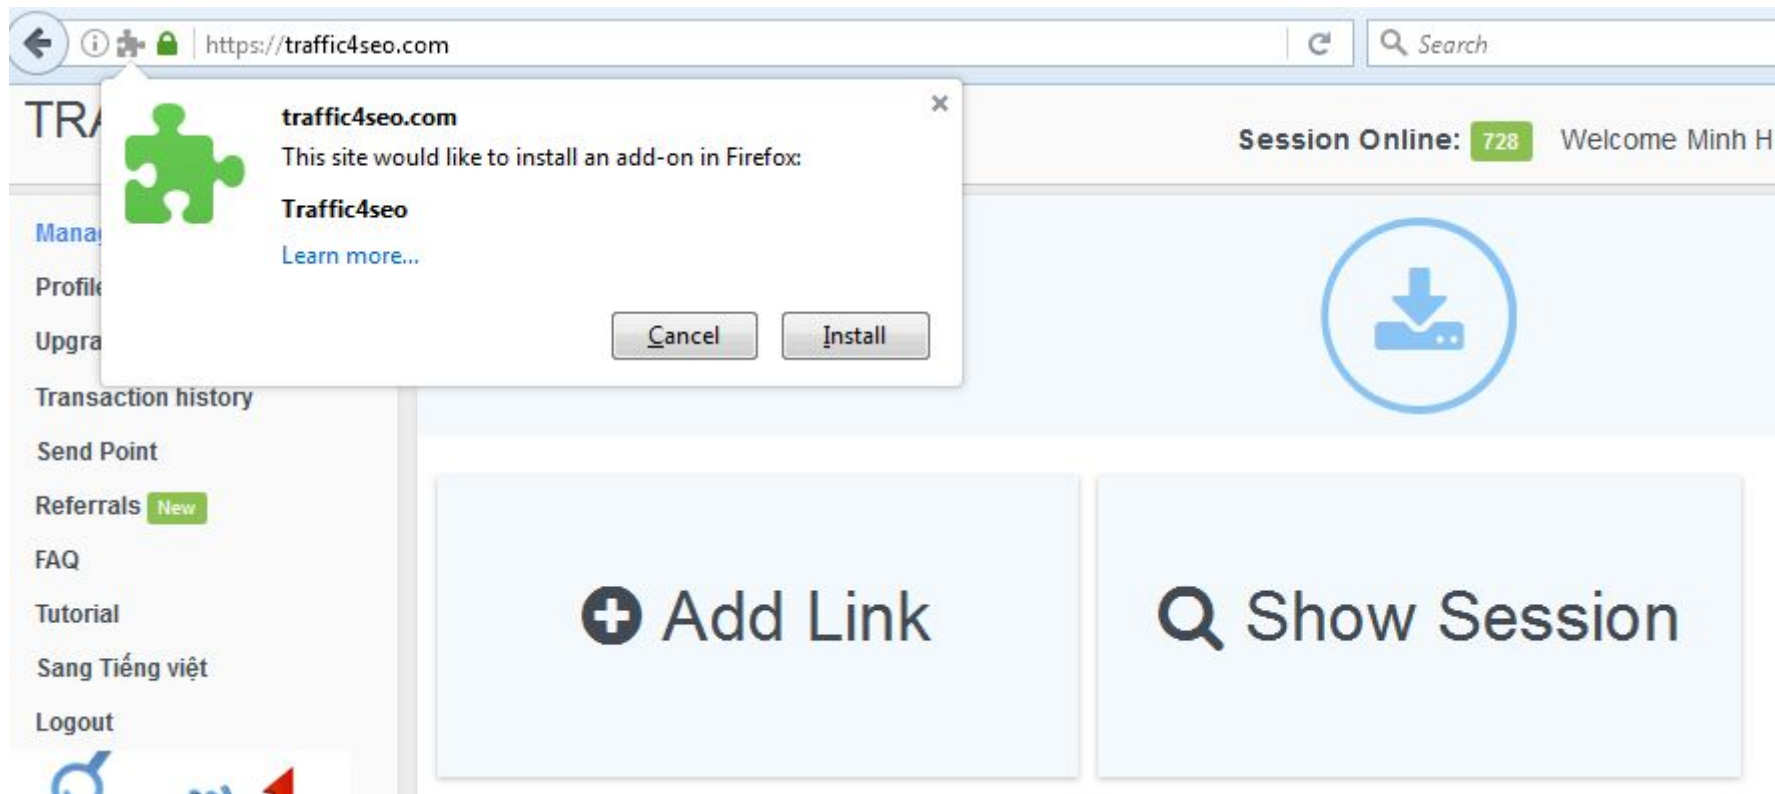 https://traffic4seo.com
Search
traffic4seo.com
This site would like to install an add-on in Firefox:
Traffic4seo
Learn more...
Cancel
Install
Session Online: 728 Welcome Minh H
Transaction history
Send Point
Referrals New
FAQ
Tutorial
Sang Tiếng việt
Logout
Add Link
Show Session